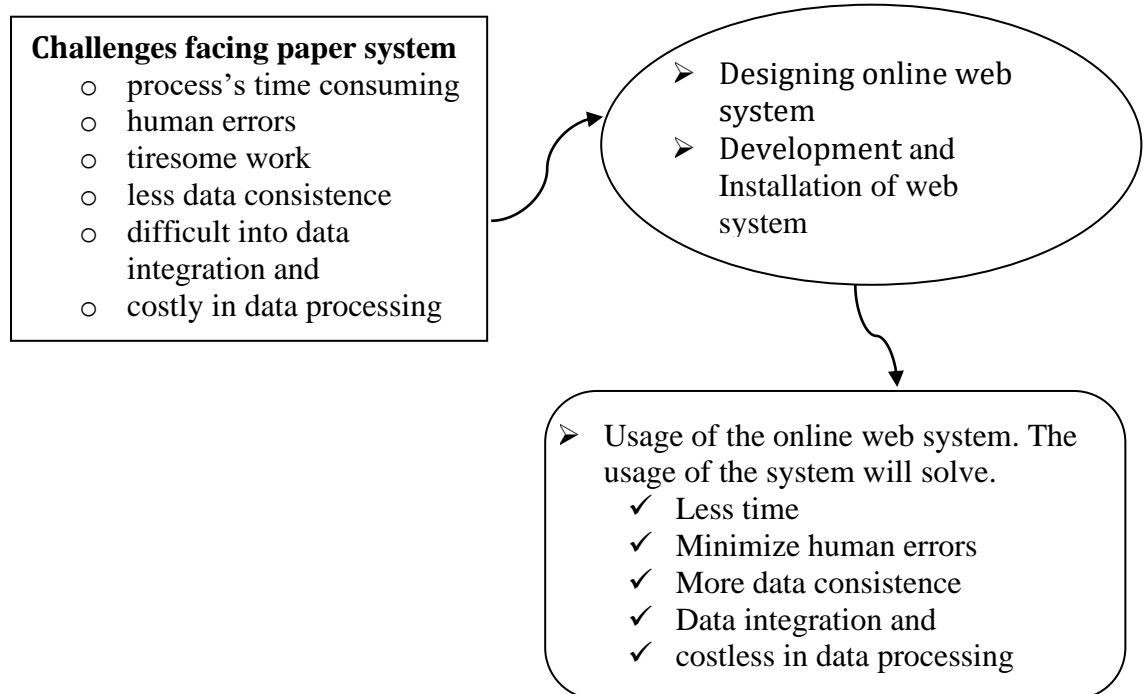 Challenges facing paper system
o process's time consuming
o human errors
o tiresome work
o less data consistence
o difficult into data
integration and
o costly in data processing
➢ Designing online web
system
➢ Development and
Installation of web
system
➢ Usage of the online web system. The
usage of the system will solve.
✓ Less time
✓ Minimize human errors
✓ More data consistence
✓ Data integration and
✓ costless in data processing